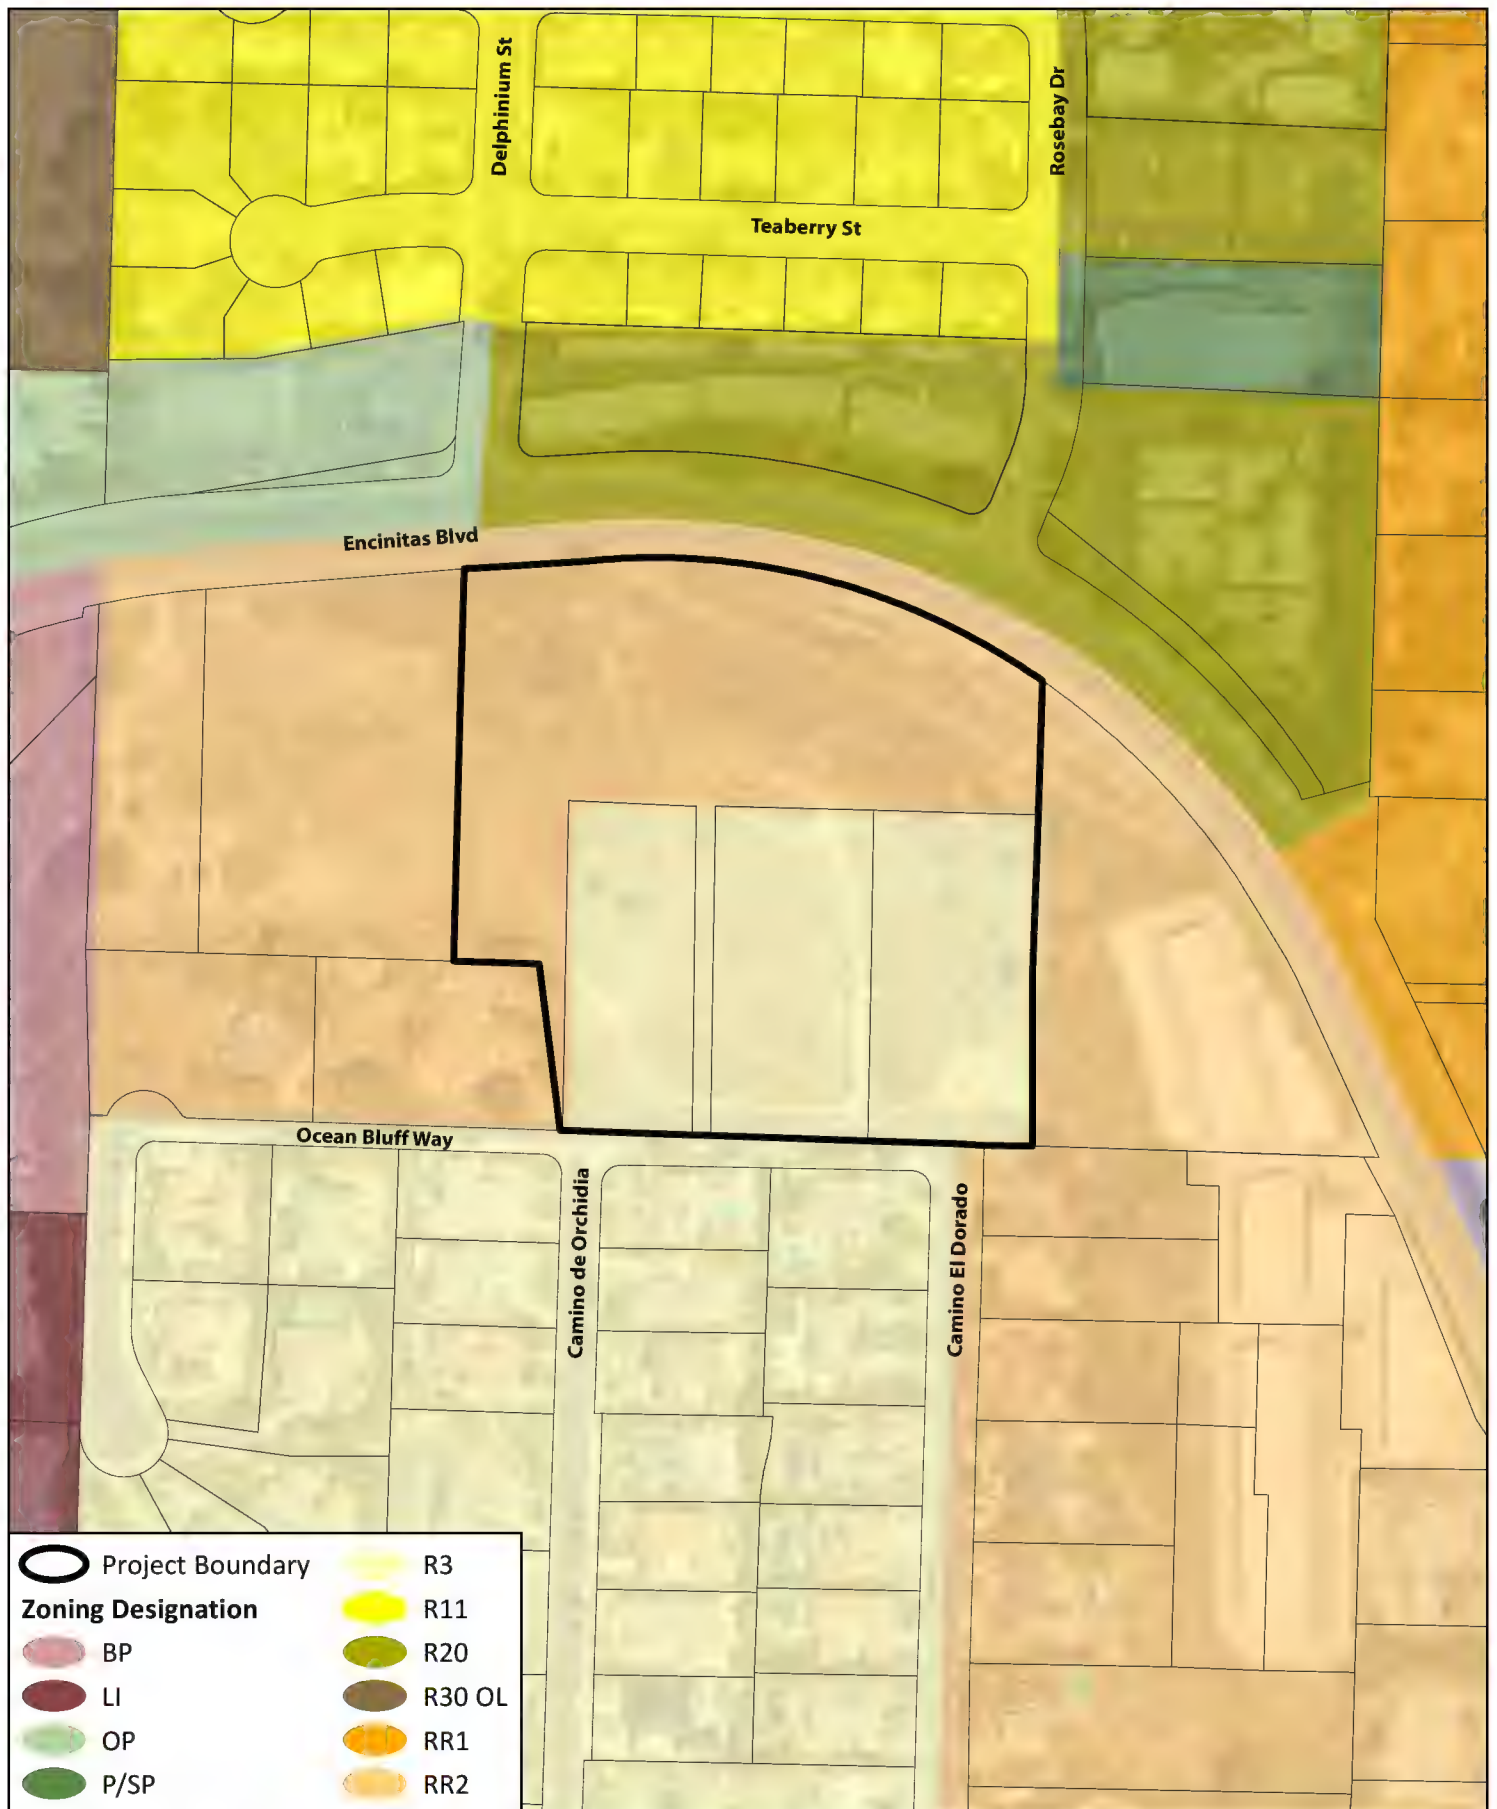 Delphinium St
Rosebay Dr
Teaberry St
Encinitas Blvd
Ocean Bluff Way
Camino de Orchidia
Camino El Dorado
Project Boundary
Zoning Designation
BP
LI
OP
P/SP
R3
R11
R20
R30 OL
RR1
RR2